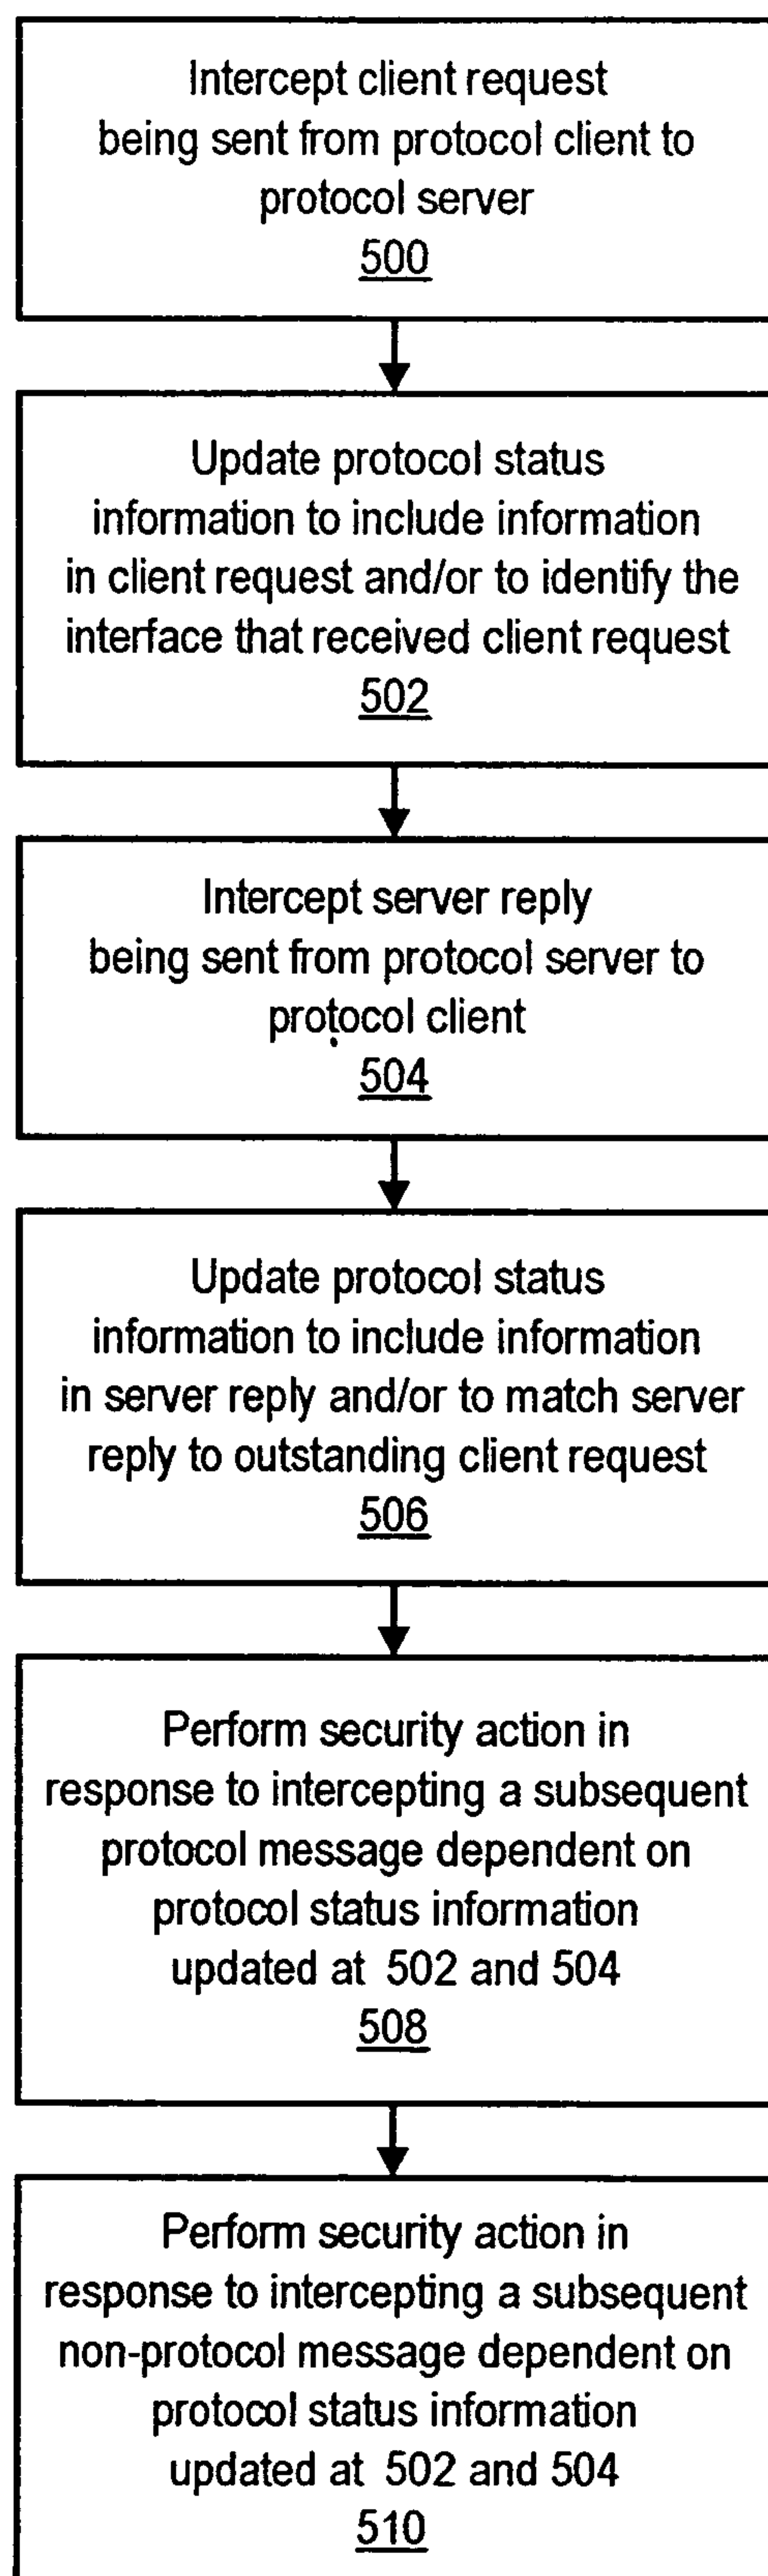 Intercept client request
being sent from protocol client to
protocol server
500
Update protocol status
information to include information
in client request and/or to identify the
interface that received client request
502
Intercept server reply
being sent from protocol server to
protocol client
504
Update protocol status
information to include information
in server reply and/or to match server
reply to outstanding client request
506
Perform security action in
response to intercepting a subsequent
protocol message dependent on
protocol status information
updated at 502 and 504
508
Perform security action in
response to intercepting a subsequent
non-protocol message dependent on
protocol status information
updated at 502 and 504
510